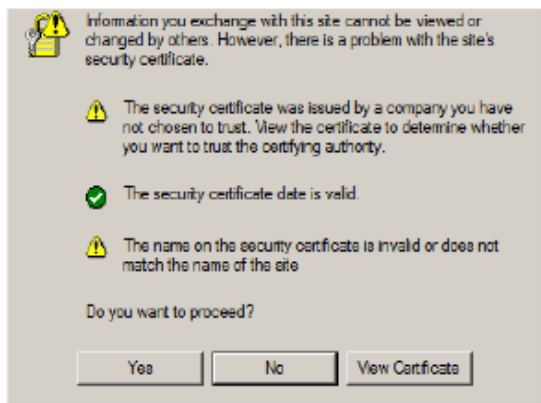 Information you exchange with this site cannot be viewed or
changed by others. However, there is a problem with the site's
security certificate.
The security certificate was issued by a company you have
not chosen to trust. View the certificate to determine whether
you want to trust the certifying authority.
The security certificate date is valid.
The name on the security certificate is invalid or does not
match the name of the site
Do you want to proceed?
Yes
No
View Certificate